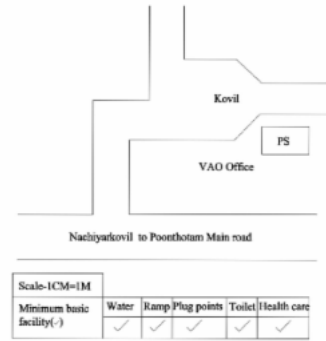 Kovil
PS
VAO Office
Nachiyarkovil to Poonthotam Main road
Scale-1CM=1M
Minimum basic facility(✓) Water Ramp Plug points Toilet Health care
✓ ✓ ✓ ✓ ✓